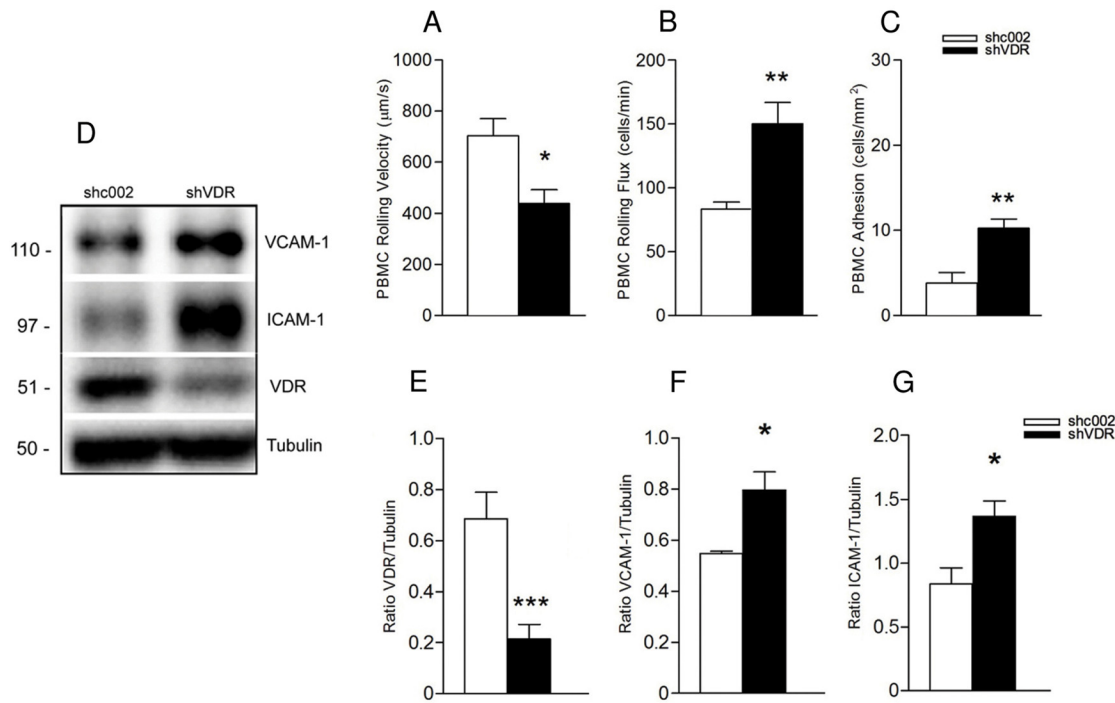 A
B
C
shc002
shVDR
1000
800
600
400
200
0
PBMC Rolling Velocity (μm/s)
*
200
150
100
50
0
PBMC Rolling Flux (cells/min)
**
30
20
10
0
PBMC Adhesion (cells/mm²)
**
D
shc002 shVDR
110 - VCAM-1
97 - ICAM-1
51 - VDR
50 - Tubulin
E
F
G
shc002
shVDR
1.0
0.8
0.6
0.4
0.2
0
Ratio VDR/Tubulin
***
1.0
0.8
0.6
0.4
0.2
0
Ratio VCAM-1/Tubulin
*
2.0
1.5
1.0
0.5
0
Ratio ICAM-1/Tubulin
*